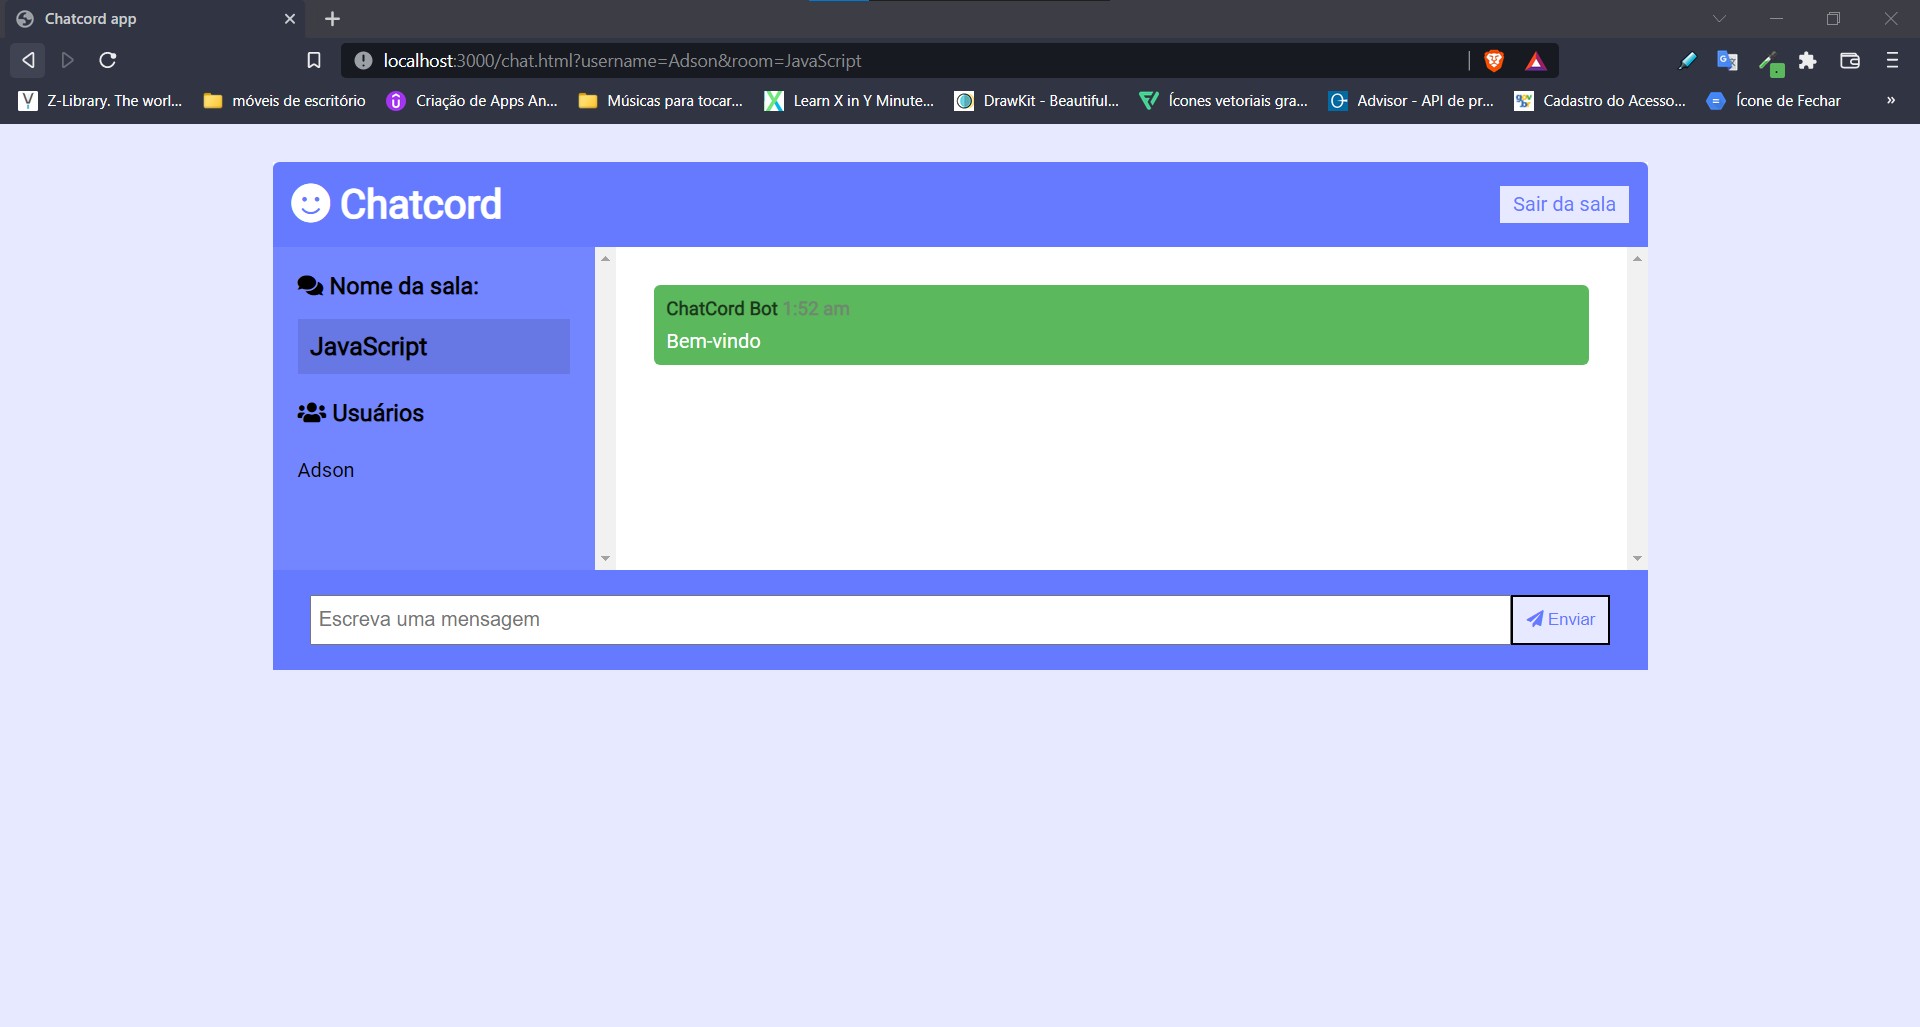 Chatcord app
localhost:3000/chat.html?username=Adson&room=JavaScript
Z-Library. The worl... móveis de escritório Criação de Apps An... Músicas para tocar... Learn X in Y Minute... DrawKit - Beautiful... Ícones vetoriais gra... Advisor - API de pr... Cadastro do Acesso... Ícone de Fechar »
Chatcord
Sair da sala
Nome da sala:
JavaScript
Usuários
Adson
ChatCord Bot 1:52 am
Bem-vindo
Escreva uma mensagem
Enviar